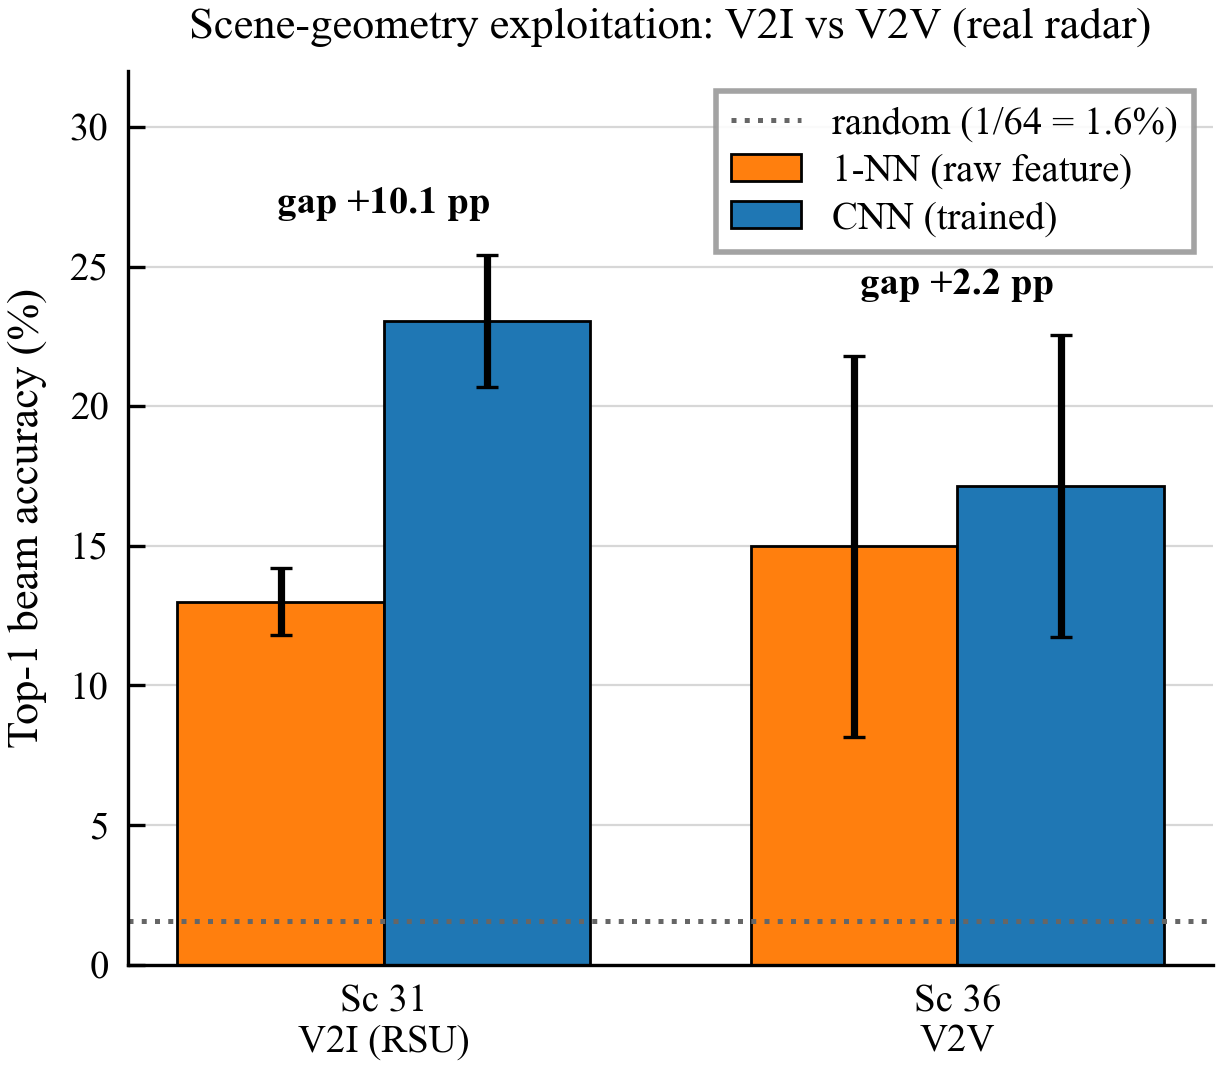 Scene-geometry exploitation: V2I vs V2V (real radar)
random (1/64 = 1.6%)
1-NN (raw feature)
CNN (trained)
gap +10.1 pp
gap +2.2 pp
Top-1 beam accuracy (%)
30
25
20
15
10
5
0
Sc 31
V2I (RSU)
Sc 36
V2V